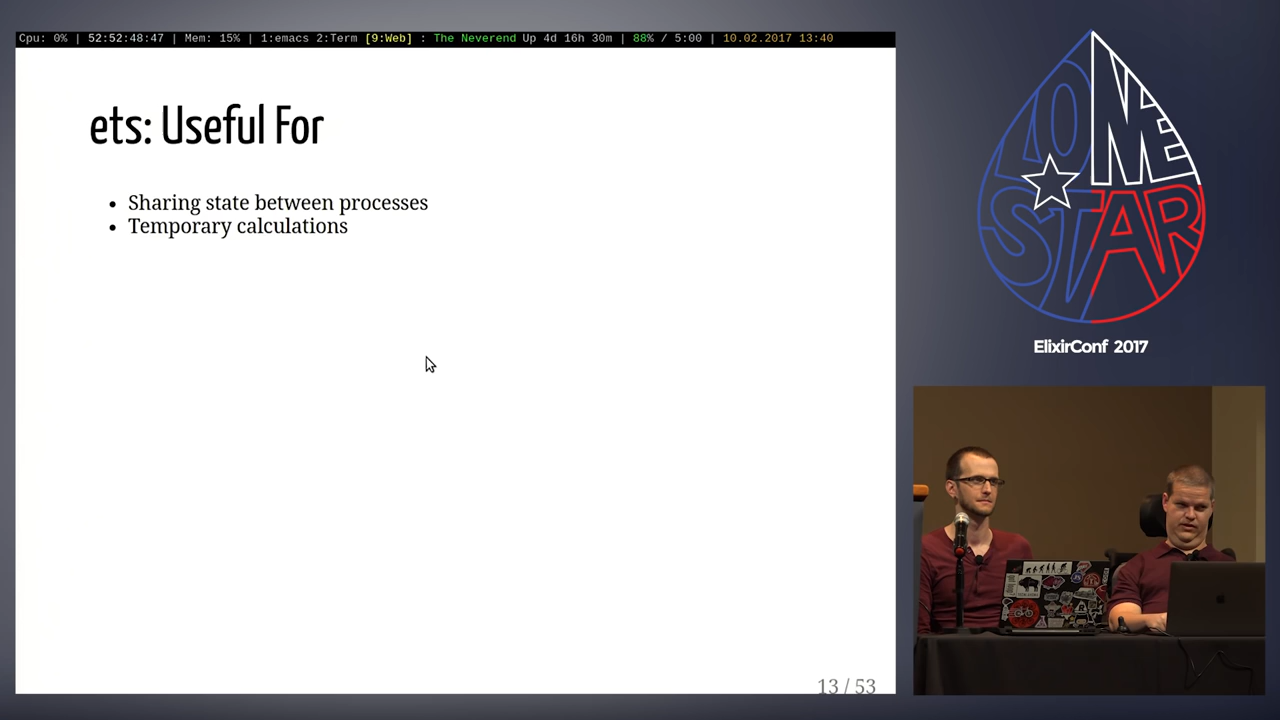 Cpu: 0% | 52:52:48:47 | Mem: 15% | 1:emacs 2:Term [9:Web] : The Neverend Up 4d 16h 30m | 88% / 5:00 | 10.02.2017 13:40
ets: Useful For
• Sharing state between processes
• Temporary calculations
13 / 53
LONE
STAR
ElixirConf 2017